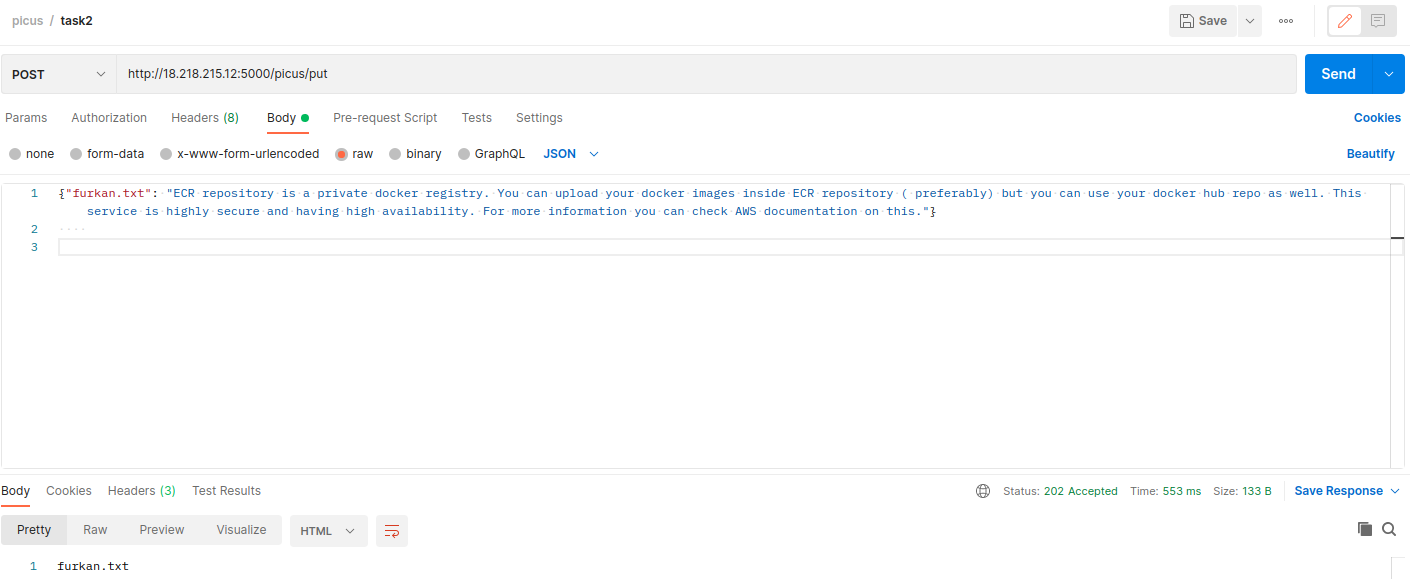 picus / task2
Save
POST
http://18.218.215.12:5000/picus/put
Send
Params Authorization Headers (8) Body Pre-request Script Tests Settings Cookies
none form-data x-www-form-urlencoded raw binary GraphQL JSON Beautify
1 {"furkan.txt": "ECR repository is a private docker registry. You can upload your docker images inside ECR repository ( preferably) but you can use your docker hub repo as well. This
service is highly secure and having high availability. For more information you can check AWS documentation on this."}
2
3
Body Cookies Headers (3) Test Results Status: 202 Accepted Time: 553 ms Size: 133 B Save Response
Pretty Raw Preview Visualize HTML
1 furkan.txt